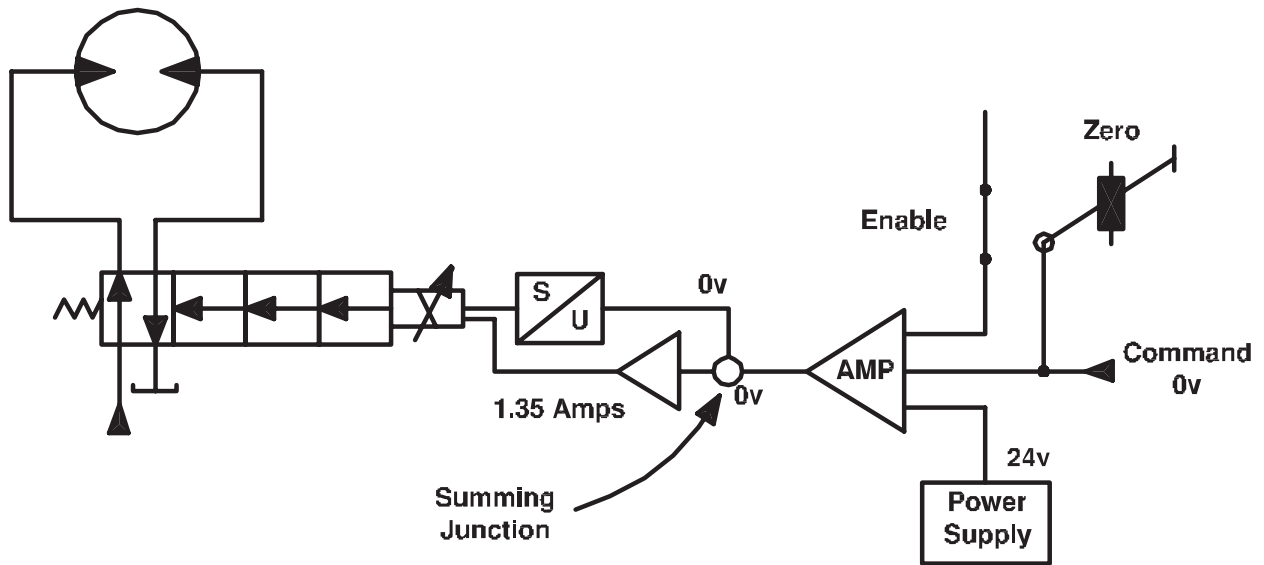 Zero
Enable
S
U
0v
AMP
Command
0v
0v
1.35 Amps
24v
Summing
Junction
Power
Supply